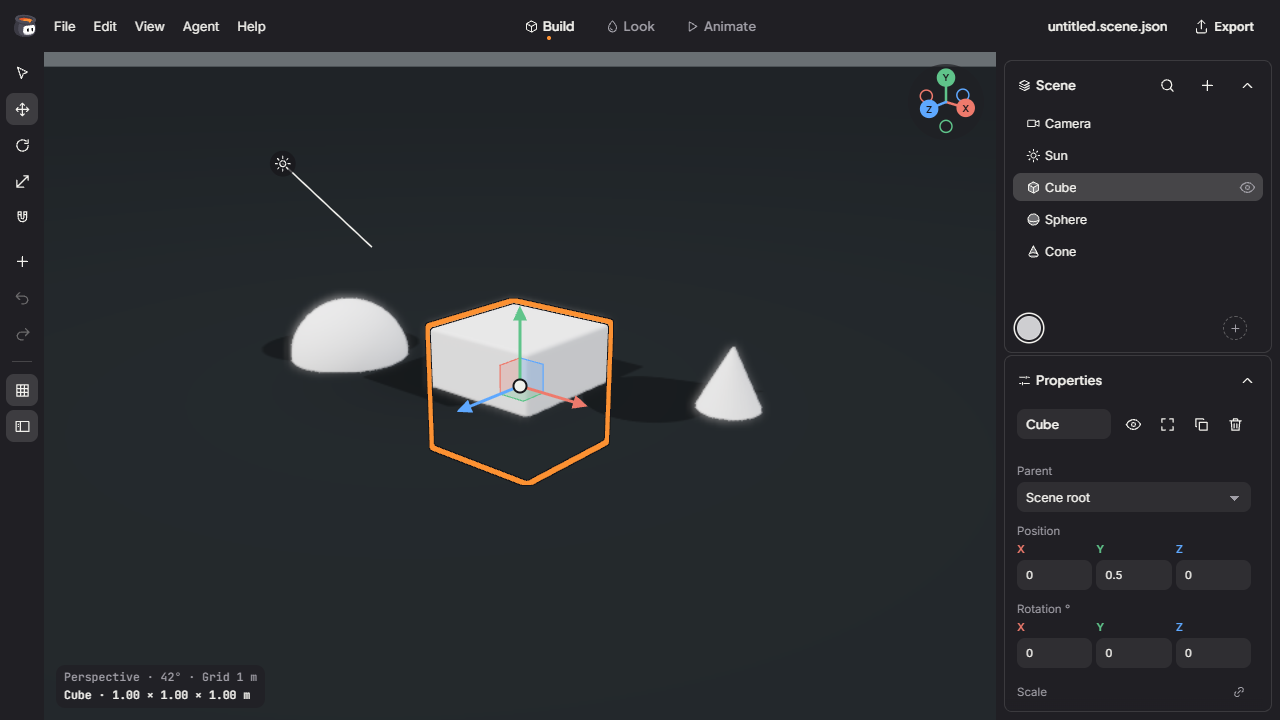 File Edit View Agent Help
Build Look Animate
untitled.scene.json Export
Y
Z X
Scene
Camera
Sun
Cube
Sphere
Cone
Properties
Cube
Parent
Scene root
Position
X Y Z
0 0.5 0
Rotation °
X Y Z
0 0 0
Scale
Perspective · 42° · Grid 1 m
Cube · 1.00 × 1.00 × 1.00 m